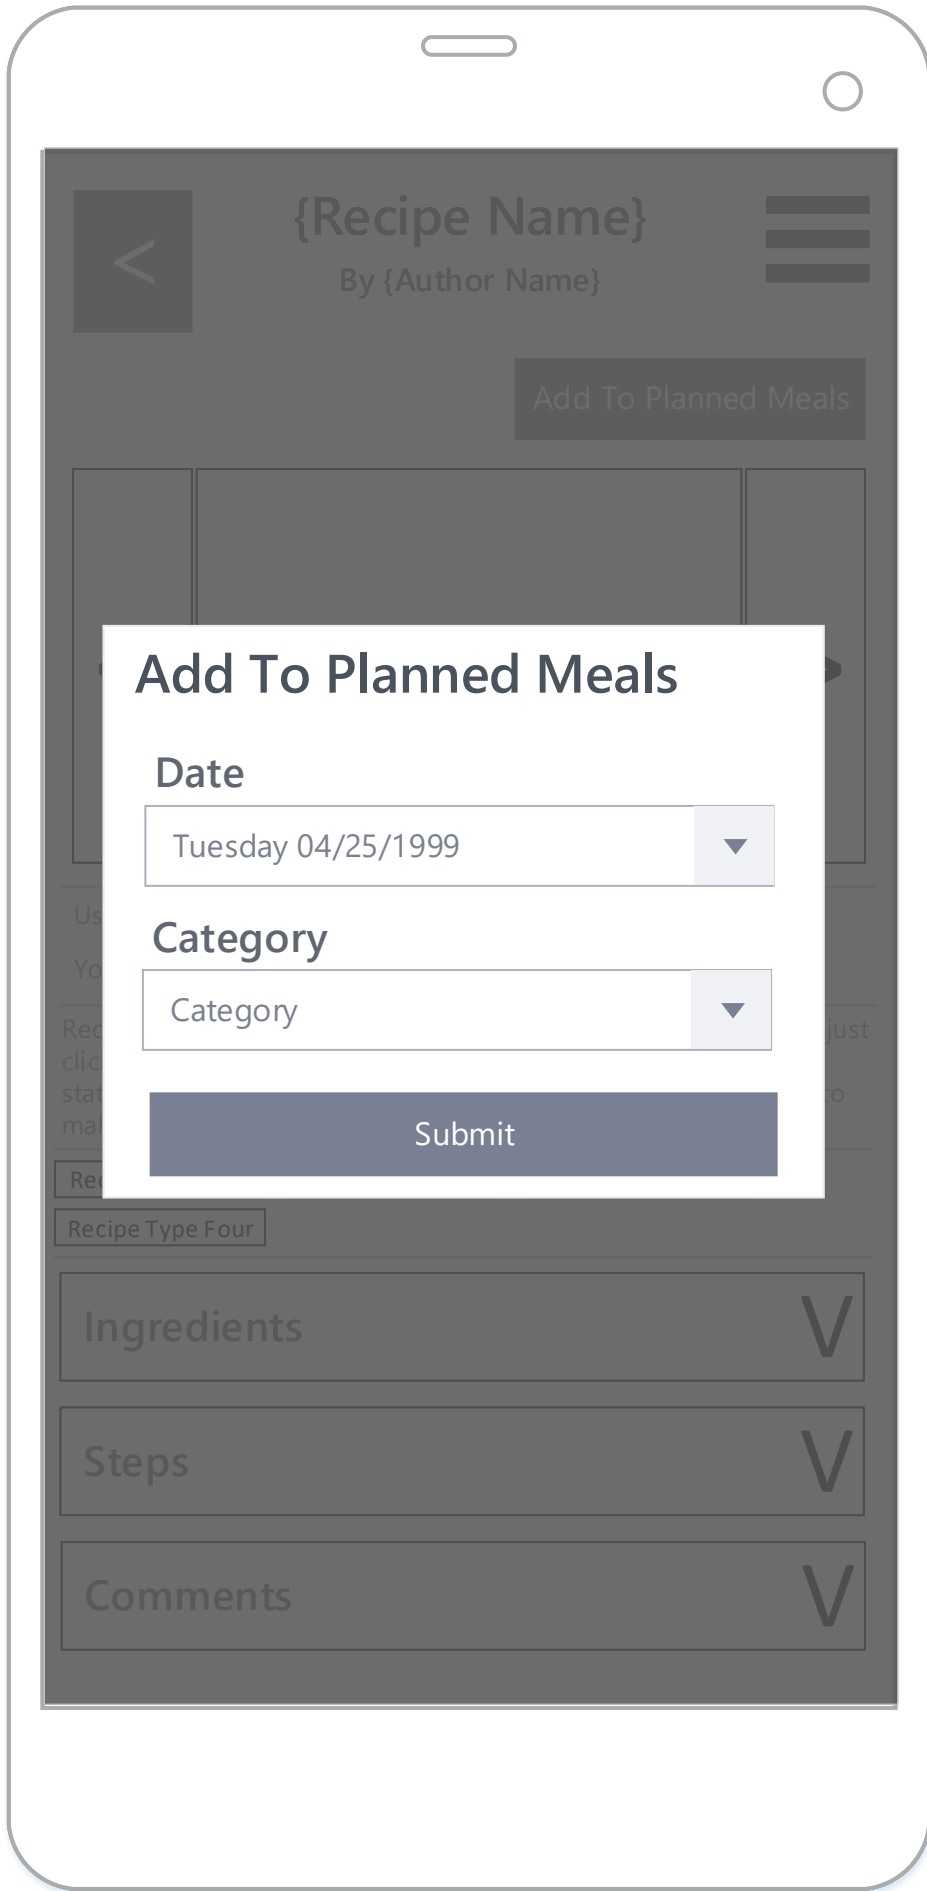 <
{Recipe Name}
By {Author Name}
Add To Planned Meals
Add To Planned Meals
Date
Tuesday 04/25/1999
Category
Category
just
to
Submit
Recipe Type Four
Ingredients V
Steps V
Comments V